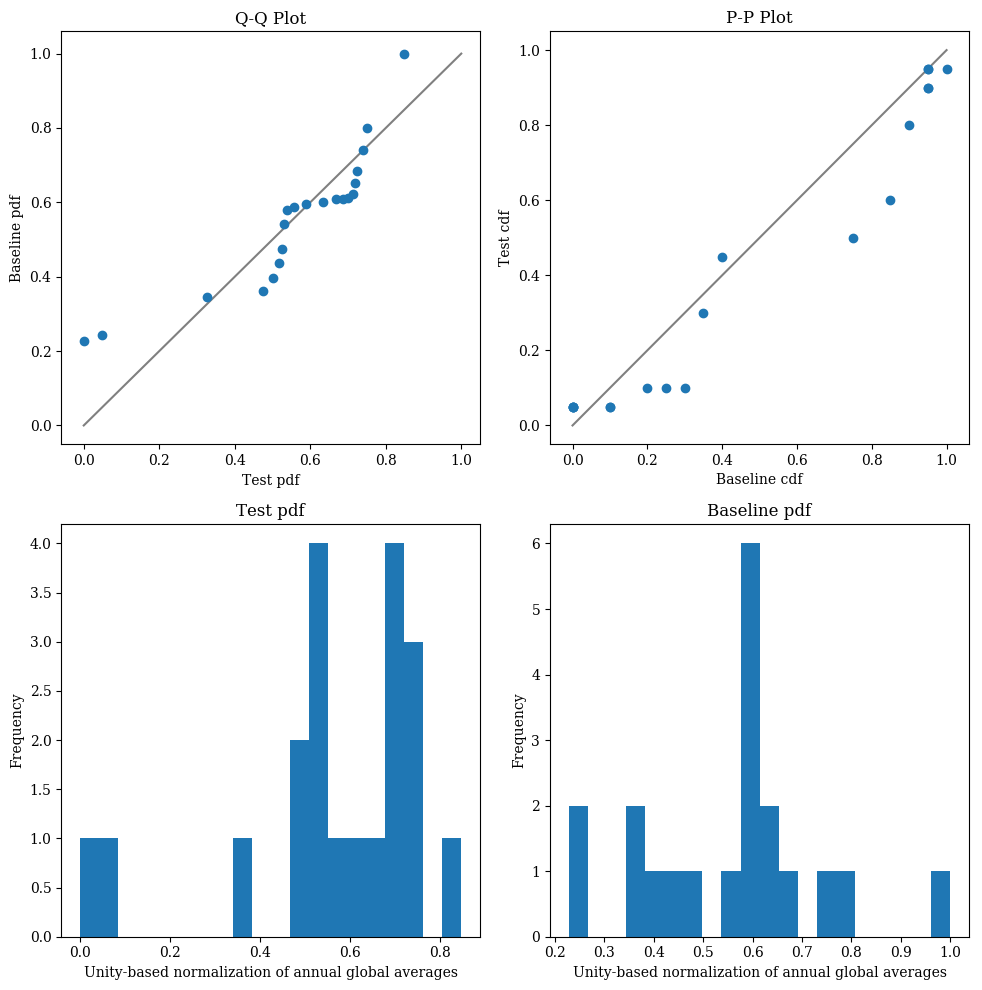 Q-Q Plot
1.0
0.8
0.6
0.4
0.2
0.0
Baseline pdf
0.0 0.2 0.4 0.6 0.8 1.0
Test pdf
P-P Plot
1.0
0.8
0.6
0.4
0.2
0.0
Test cdf
0.0 0.2 0.4 0.6 0.8 1.0
Baseline cdf
Test pdf
4.0
3.5
3.0
2.5
2.0
1.5
1.0
0.5
0.0
Frequency
0.0 0.2 0.4 0.6 0.8
Unity-based normalization of annual global averages
Baseline pdf
6
5
4
3
2
1
0
Frequency
0.2 0.3 0.4 0.5 0.6 0.7 0.8 0.9 1.0
Unity-based normalization of annual global averages